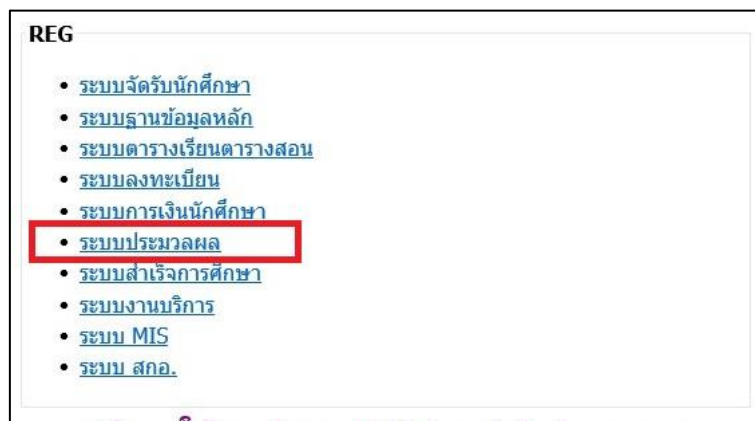 REG
• ระบบจัดรับนักศึกษา
• ระบบฐานข้อมูลหลัก
• ระบบตารางเรียนตารางสอน
• ระบบลงทะเบียน
• ระบบการเงินนักศึกษา
• ระบบประมวลผล
• ระบบสำเร็จการศึกษา
• ระบบงานบริการ
• ระบบ MIS
• ระบบ สกอ.